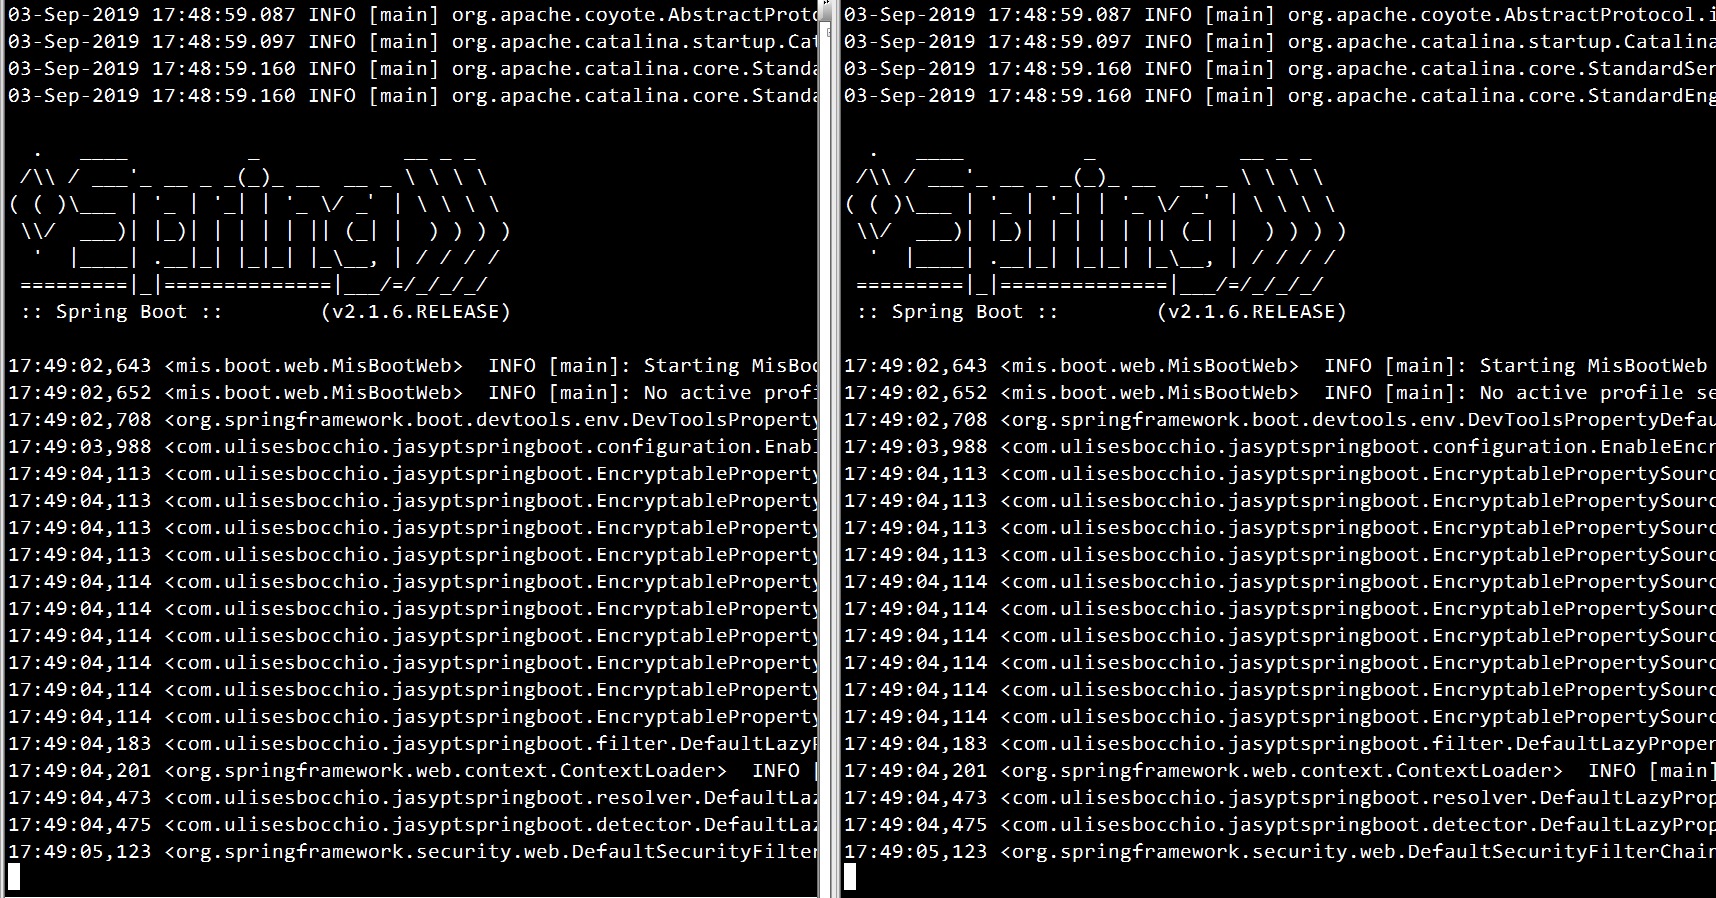 03-Sep-2019 17:48:59.087 INFO [main] org.apache.coyote.AbstractProto
03-Sep-2019 17:48:59.097 INFO [main] org.apache.catalina.startup.Cat
03-Sep-2019 17:48:59.160 INFO [main] org.apache.catalina.core.Standa
03-Sep-2019 17:48:59.160 INFO [main] org.apache.catalina.core.Standa

  .   ____          _            __ _ _
 /\\ / ___'_ __ _ _(_)_ __  __ _ \ \ \ \
( ( )\___ | '_ | '_| | '_ \/ _` | \ \ \ \
 \\/  ___)| |_)| | | | | || (_| |  ) ) ) )
  '  |____| .__|_| |_|_| |_\__, | / / / /
 =========|_|==============|___/=/_/_/_/
 :: Spring Boot ::        (v2.1.6.RELEASE)

17:49:02,643 <mis.boot.web.MisBootWeb>  INFO [main]: Starting MisBoo
17:49:02,652 <mis.boot.web.MisBootWeb>  INFO [main]: No active profi
17:49:02,708 <org.springframework.boot.devtools.env.DevToolsProperty
17:49:03,988 <com.ulisesbocchio.jasyptspringboot.configuration.Enabl
17:49:04,113 <com.ulisesbocchio.jasyptspringboot.EncryptableProperty
17:49:04,113 <com.ulisesbocchio.jasyptspringboot.EncryptableProperty
17:49:04,113 <com.ulisesbocchio.jasyptspringboot.EncryptableProperty
17:49:04,113 <com.ulisesbocchio.jasyptspringboot.EncryptableProperty
17:49:04,114 <com.ulisesbocchio.jasyptspringboot.EncryptableProperty
17:49:04,114 <com.ulisesbocchio.jasyptspringboot.EncryptableProperty
17:49:04,114 <com.ulisesbocchio.jasyptspringboot.EncryptableProperty
17:49:04,114 <com.ulisesbocchio.jasyptspringboot.EncryptableProperty
17:49:04,114 <com.ulisesbocchio.jasyptspringboot.EncryptableProperty
17:49:04,114 <com.ulisesbocchio.jasyptspringboot.EncryptableProperty
17:49:04,183 <com.ulisesbocchio.jasyptspringboot.filter.DefaultLazyP
17:49:04,201 <org.springframework.web.context.ContextLoader>  INFO [
17:49:04,473 <com.ulisesbocchio.jasyptspringboot.resolver.DefaultLaz
17:49:04,475 <com.ulisesbocchio.jasyptspringboot.detector.DefaultLaz
17:49:05,123 <org.springframework.security.web.DefaultSecurityFilter

03-Sep-2019 17:48:59.087 INFO [main] org.apache.coyote.AbstractProtocol.i
03-Sep-2019 17:48:59.097 INFO [main] org.apache.catalina.startup.Catalina
03-Sep-2019 17:48:59.160 INFO [main] org.apache.catalina.core.StandardSer
03-Sep-2019 17:48:59.160 INFO [main] org.apache.catalina.core.StandardEng

  .   ____          _            __ _ _
 /\\ / ___'_ __ _ _(_)_ __  __ _ \ \ \ \
( ( )\___ | '_ | '_| | '_ \/ _` | \ \ \ \
 \\/  ___)| |_)| | | | | || (_| |  ) ) ) )
  '  |____| .__|_| |_|_| |_\__, | / / / /
 =========|_|==============|___/=/_/_/_/
 :: Spring Boot ::        (v2.1.6.RELEASE)

17:49:02,643 <mis.boot.web.MisBootWeb>  INFO [main]: Starting MisBootWeb
17:49:02,652 <mis.boot.web.MisBootWeb>  INFO [main]: No active profile se
17:49:02,708 <org.springframework.boot.devtools.env.DevToolsPropertyDefau
17:49:03,988 <com.ulisesbocchio.jasyptspringboot.configuration.EnableEncr
17:49:04,113 <com.ulisesbocchio.jasyptspringboot.EncryptablePropertySourc
17:49:04,113 <com.ulisesbocchio.jasyptspringboot.EncryptablePropertySourc
17:49:04,113 <com.ulisesbocchio.jasyptspringboot.EncryptablePropertySourc
17:49:04,113 <com.ulisesbocchio.jasyptspringboot.EncryptablePropertySourc
17:49:04,114 <com.ulisesbocchio.jasyptspringboot.EncryptablePropertySourc
17:49:04,114 <com.ulisesbocchio.jasyptspringboot.EncryptablePropertySourc
17:49:04,114 <com.ulisesbocchio.jasyptspringboot.EncryptablePropertySourc
17:49:04,114 <com.ulisesbocchio.jasyptspringboot.EncryptablePropertySourc
17:49:04,114 <com.ulisesbocchio.jasyptspringboot.EncryptablePropertySourc
17:49:04,114 <com.ulisesbocchio.jasyptspringboot.EncryptablePropertySourc
17:49:04,183 <com.ulisesbocchio.jasyptspringboot.filter.DefaultLazyProper
17:49:04,201 <org.springframework.web.context.ContextLoader>  INFO [main]
17:49:04,473 <com.ulisesbocchio.jasyptspringboot.resolver.DefaultLazyProp
17:49:04,475 <com.ulisesbocchio.jasyptspringboot.detector.DefaultLazyProp
17:49:05,123 <org.springframework.security.web.DefaultSecurityFilterChain